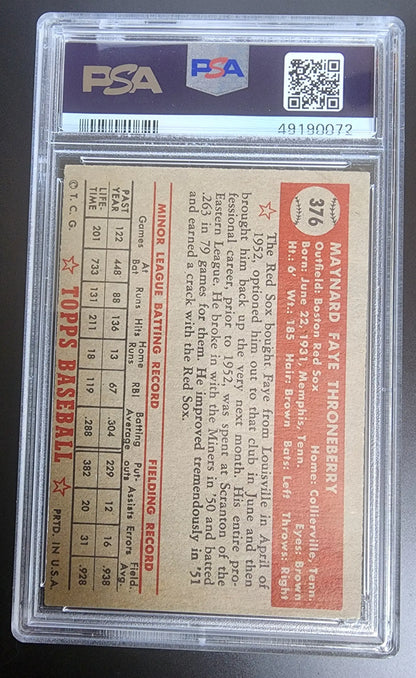 PSA
PSA
49190072
376
MAYNARD FAYE THRONEBERRY
Outfield: Boston Red Sox Home: Collierville, Tenn.
Born: June 22, 1931, Memphis, Tenn. Eyes: Brown
Ht.: 6' Wt.: 185 Hair: Brown Bats: Left Throws: Right
The Red Sox bought Faye from Louisville in April of
1952, optioned him out to that club in June and then
brought him back up the very next month. His entire pro-
fessional career, prior to 1952, was spent at Scranton of the
Eastern League. He broke in with the Miners in '50 and batted
.263 in 79 games for them. He improved tremendously in '51
and earned a crack with the Red Sox.
MINOR LEAGUE BATTING RECORD FIELDING RECORD
Games At Bat Runs Hits Home Runs RB Batting Average Put-outs Assists Errors Field. Avg.
PAST YEAR 122 448 88 136 13 67 .304 229 12 16 .938
LIFE-TIME 201 733 131 211 18 119 .288 382 20 31 .928
© T.C.G. TOPPS BASEBALL PRTD. IN U.S.A.